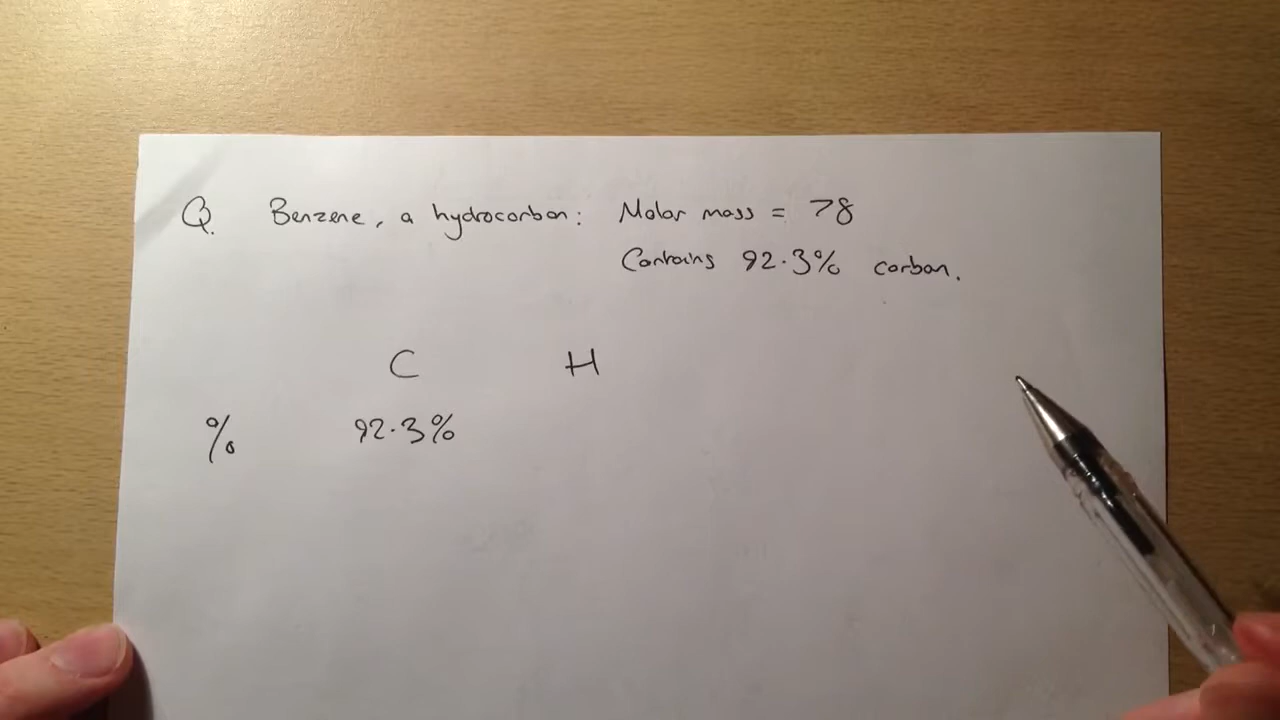 Q. Benzene, a hydrocarbon: Molar mass = 78
Contains 92.3% carbon.
C H
% 92.3%